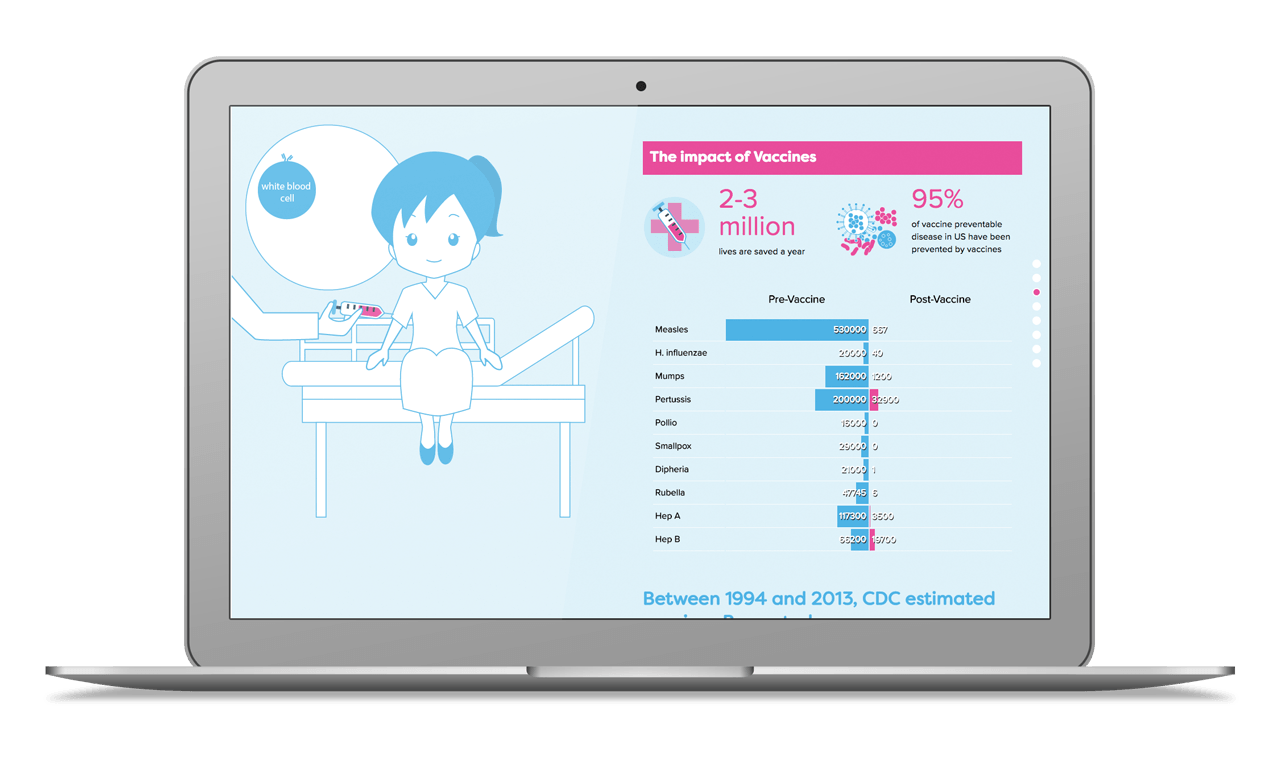 white blood
cell
The impact of Vaccines
2-3
million
lives are saved a year
95%
of vaccine preventable
disease in US have been
prevented by vaccines
Pre-Vaccine Post-Vaccine
Measles 530000 667
H. influenzae 20000 40
Mumps 162000 1200
Pertussis 200000 32900
Pollio 16000 0
Smallpox 29000 0
Dipheria 21000 1
Rubella 47745 6
Hep A 117300 3500
Hep B 66200 19700
Between 1994 and 2013, CDC estimated